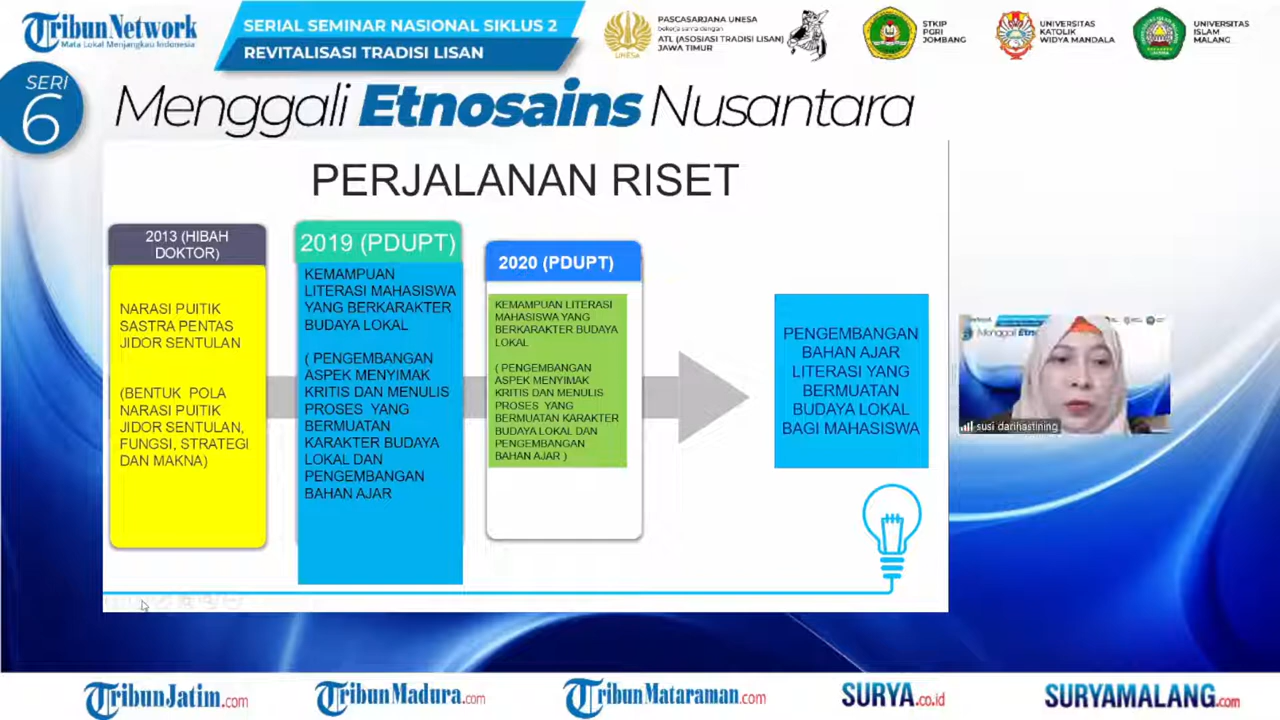 Tribun Network
Mata Lokal Menjangkau Indonesia
SERIAL SEMINAR NASIONAL SIKLUS 2
REVITALISASI TRADISI LISAN
UNESA
PASCASARJANA UNESA
bekerja sama dengan
ATL (ASOSIASI TRADISI LISAN)
JAWA TIMUR
STKIP
PGRI
JOMBANG
UNIVERSITAS
KATOLIK
WIDYA MANDALA
UNIVERSITAS
ISLAM
MALANG
SERI
6
Menggali Etnosains Nusantara
PERJALANAN RISET
2013 (HIBAH
DOKTOR)
NARASI PUITIK
SASTRA PENTAS
JIDOR SENTULAN
(BENTUK POLA
NARASI PUITIK
JIDOR SENTULAN,
FUNGSI, STRATEGI
DAN MAKNA)
2019 (PDUPT)
KEMAMPUAN
LITERASI MAHASISWA
YANG BERKARAKTER
BUDAYA LOKAL
( PENGEMBANGAN
ASPEK MENYIMAK
KRITIS DAN MENULIS
PROSES YANG
BERMUATAN
KARAKTER BUDAYA
LOKAL DAN
PENGEMBANGAN
BAHAN AJAR
2020 (PDUPT)
KEMAMPUAN LITERASI
MAHASISWA YANG
BERKARAKTER BUDAYA
LOKAL
( PENGEMBANGAN
ASPEK MENYIMAK
KRITIS DAN MENULIS
PROSES YANG
BERMUATAN KARAKTER
BUDAYA LOKAL DAN
PENGEMBANGAN
BAHAN AJAR )
PENGEMBANGAN
BAHAN AJAR
LITERASI YANG
BERMUATAN
BUDAYA LOKAL
BAGI MAHASISWA
susi darihastining
TribunJatim.com
TribunMadura.com
TribunMataraman.com
SURYA.co.id
SURYAMALANG.com